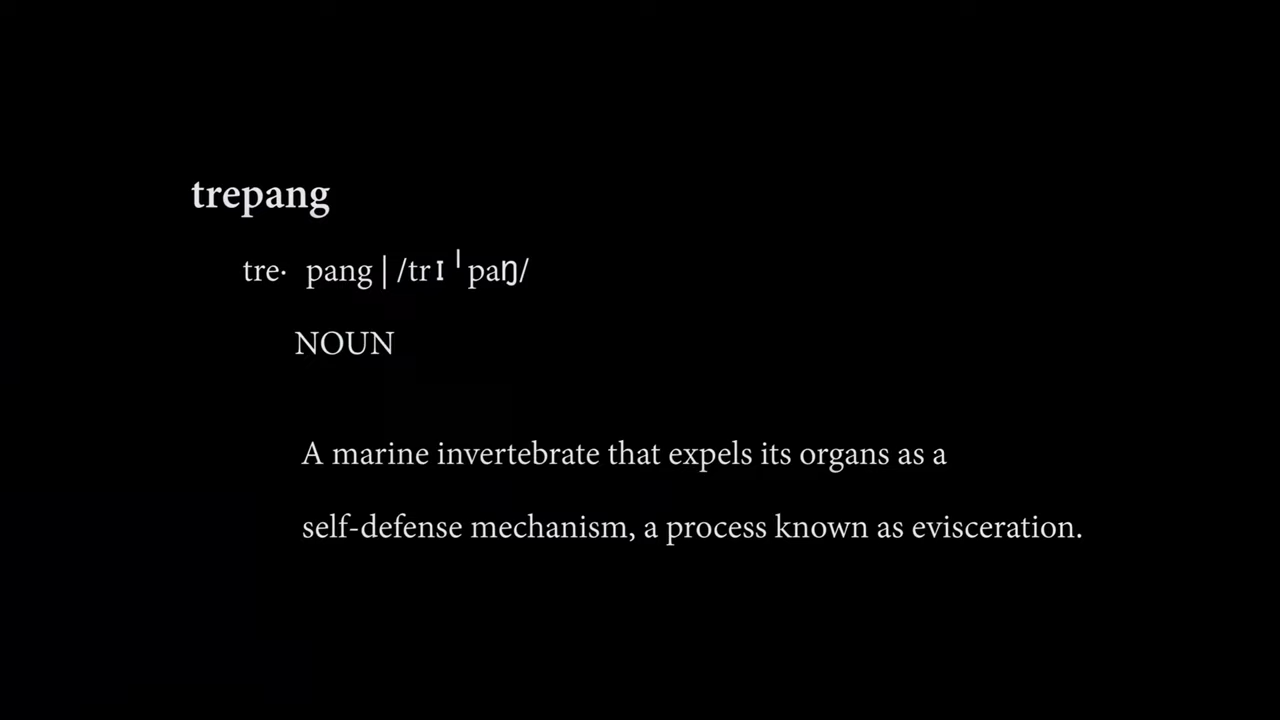 trepang
tre· pang | /trɪˈpaŋ/
NOUN
A marine invertebrate that expels its organs as a
self-defense mechanism, a process known as evisceration.